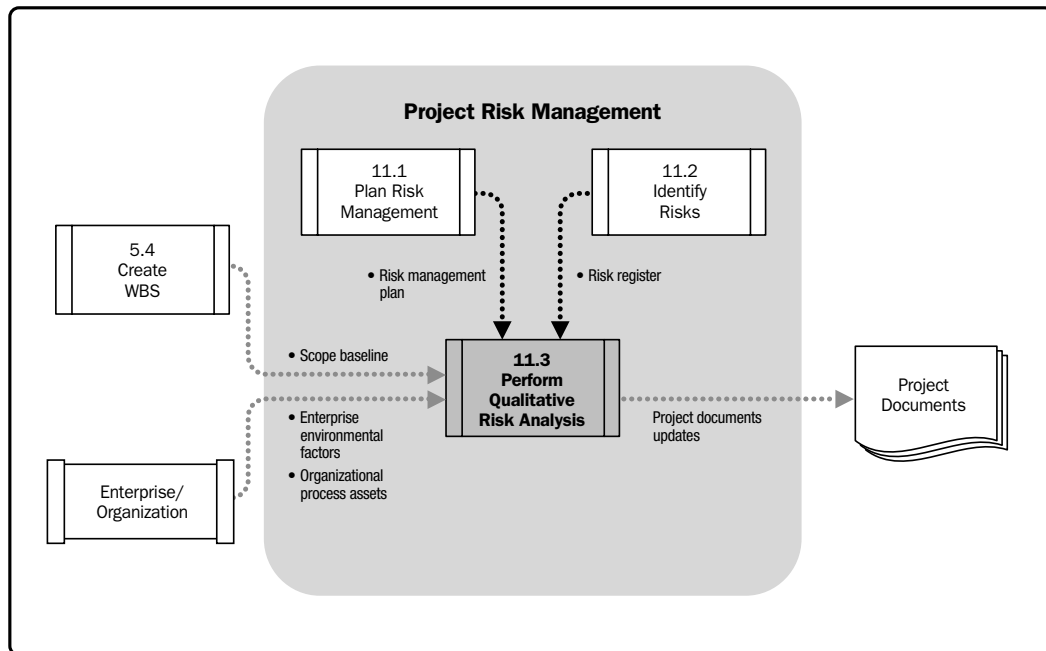 Project Risk Management
11.1
Plan Risk
Management
11.2
Identify
Risks
5.4
Create
WBS
• Risk management
plan
• Risk register
• Scope baseline
11.3
Perform
Qualitative
Risk Analysis
Project
Documents
• Enterprise
environmental
factors
• Organizational
process assets
Project documents
updates
Enterprise/
Organization